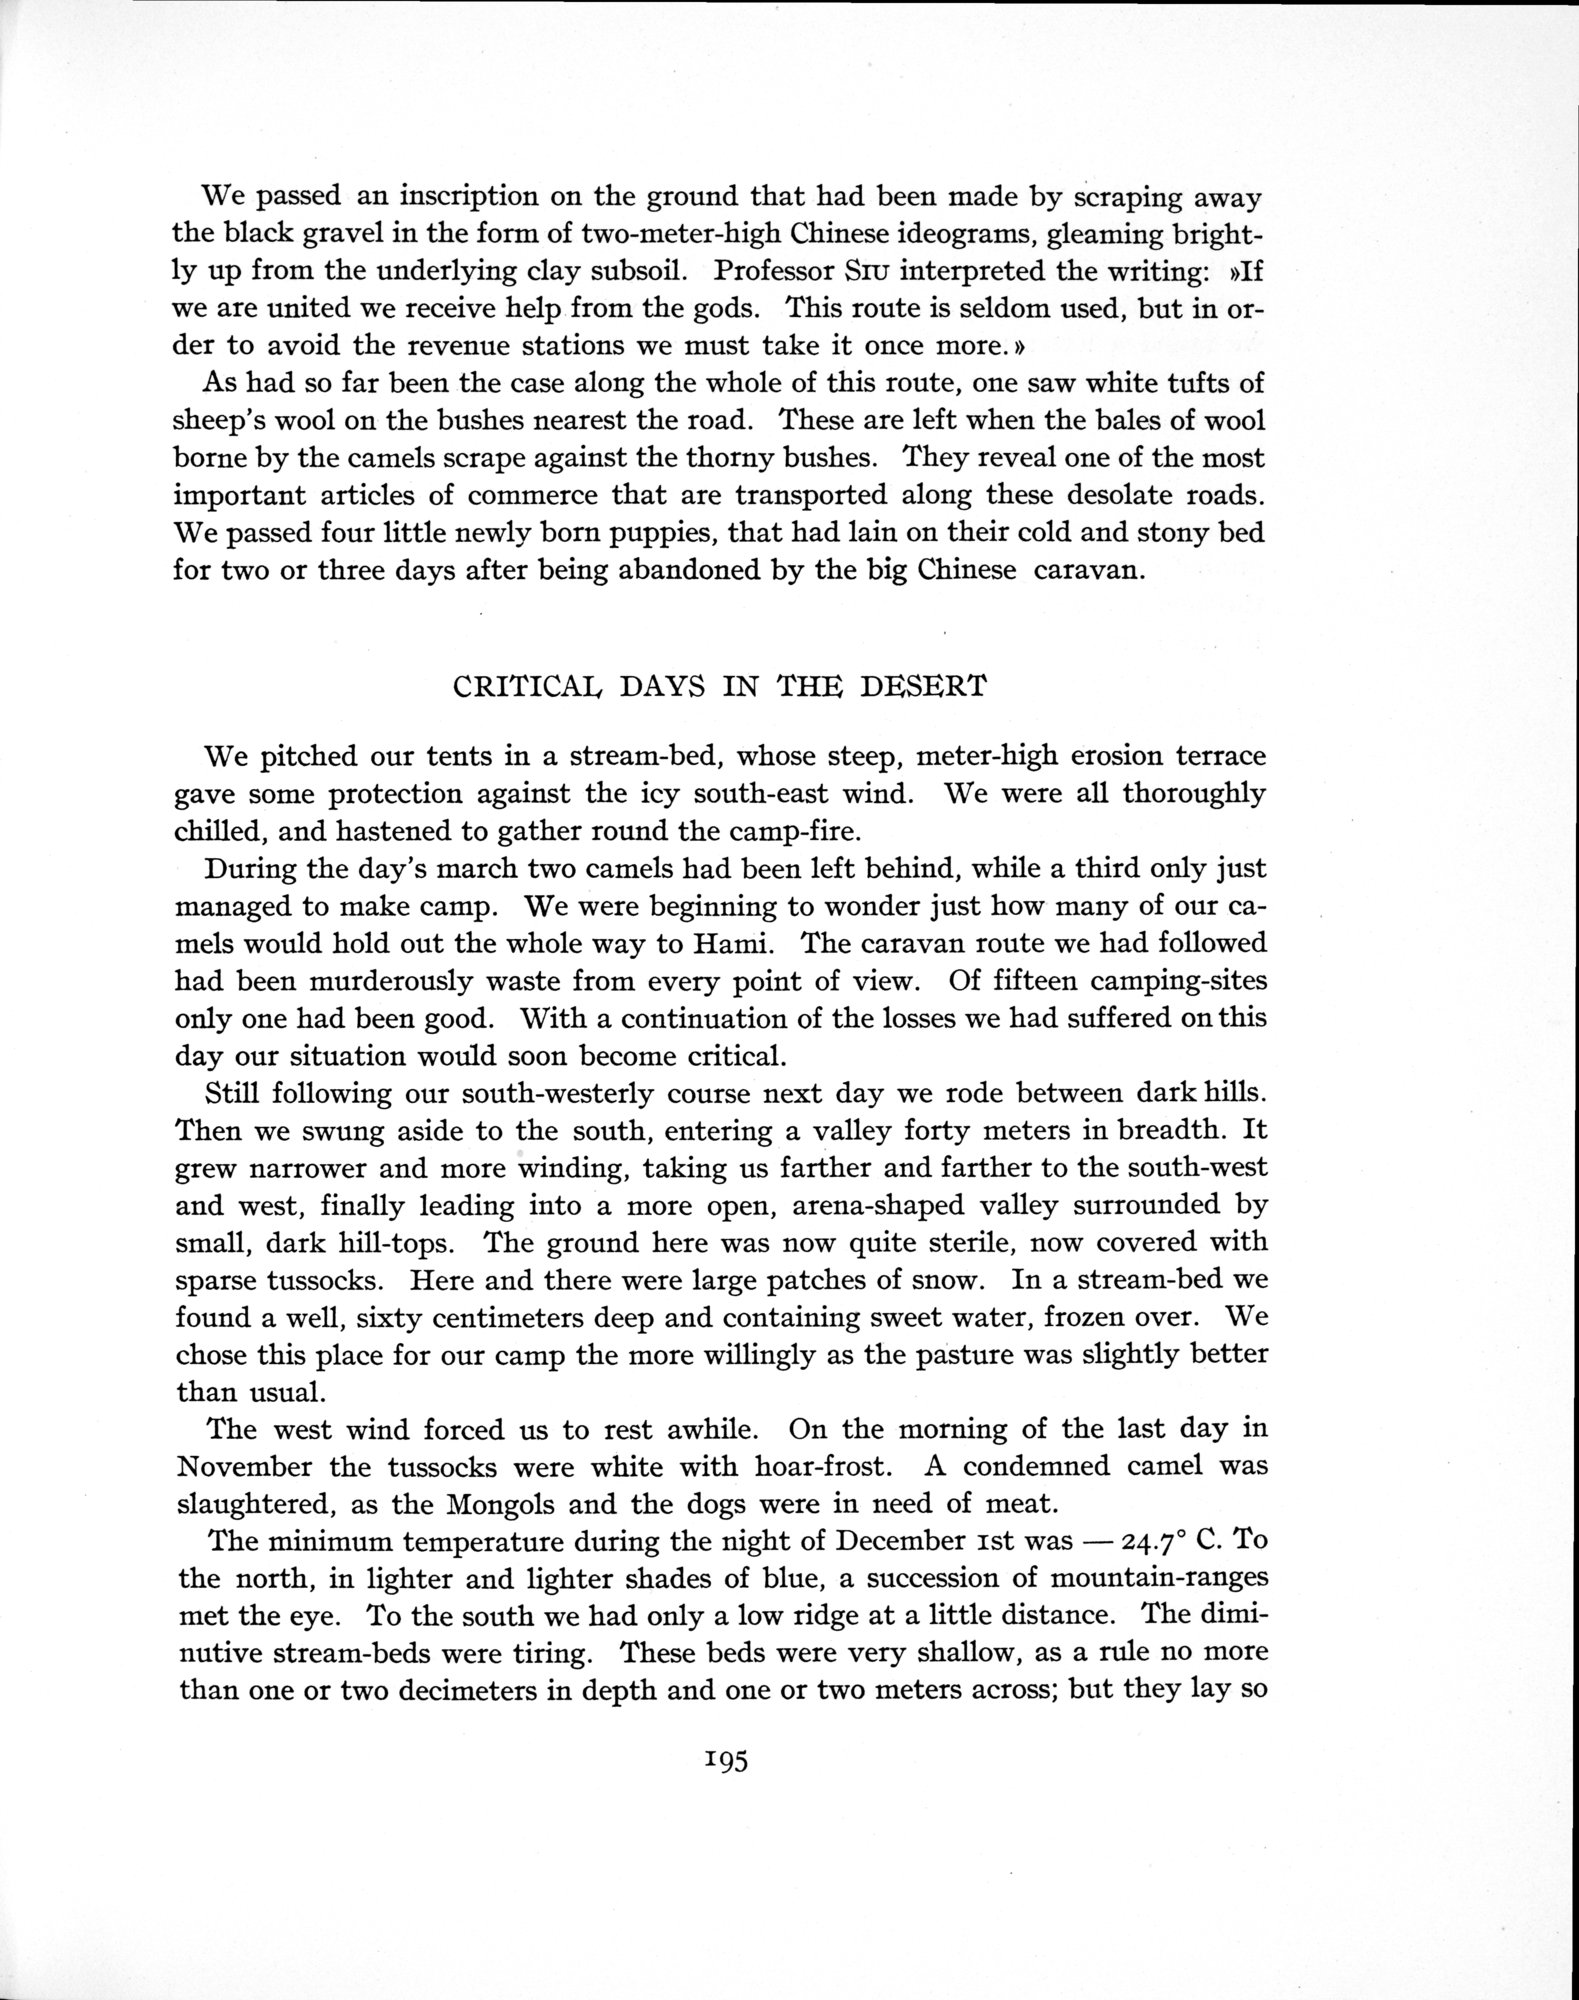 We passed an inscription on the ground that had been made by scraping away
the black gravel in the form of two-meter-high Chinese ideograms, gleaming bright-
ly up from the underlying clay subsoil. Professor SIU interpreted the writing: »If
we are united we receive help from the gods. This route is seldom used, but in or-
der to avoid the revenue stations we must take it once more.»
As had so far been the case along the whole of this route, one saw white tufts of
sheep's wool on the bushes nearest the road. These are left when the bales of wool
borne by the camels scrape against the thorny bushes. They reveal one of the most
important articles of commerce that are transported along these desolate roads.
We passed four little newly born puppies, that had lain on their cold and stony bed
for two or three days after being abandoned by the big Chinese caravan.
CRITICAL DAYS IN THE DESERT
We pitched our tents in a stream-bed, whose steep, meter-high erosion terrace
gave some protection against the icy south-east wind. We were all thoroughly
chilled, and hastened to gather round the camp-fire.
During the day's march two camels had been left behind, while a third only just
managed to make camp. We were beginning to wonder just how many of our ca-
mels would hold out the whole way to Hami. The caravan route we had followed
had been murderously waste from every point of view. Of fifteen camping-sites
only one had been good. With a continuation of the losses we had suffered on this
day our situation would soon become critical.
Still following our south-westerly course next day we rode between dark hills.
Then we swung aside to the south, entering a valley forty meters in breadth. It
grew narrower and more winding, taking us farther and farther to the south-west
and west, finally leading into a more open, arena-shaped valley surrounded by
small, dark hill-tops. The ground here was now quite sterile, now covered with
sparse tussocks. Here and there were large patches of snow. In a stream-bed we
found a well, sixty centimeters deep and containing sweet water, frozen over. We
chose this place for our camp the more willingly as the pasture was slightly better
than usual.
The west wind forced us to rest awhile. On the morning of the last day in
November the tussocks were white with hoar-frost. A condemned camel was
slaughtered, as the Mongols and the dogs were in need of meat.
The minimum temperature during the night of December 1st was — 24.7° C. To
the north, in lighter and lighter shades of blue, a succession of mountain-ranges
met the eye. To the south we had only a low ridge at a little distance. The dimi-
nutive stream-beds were tiring. These beds were very shallow, as a rule no more
than one or two decimeters in depth and one or two meters across; but they lay so
195